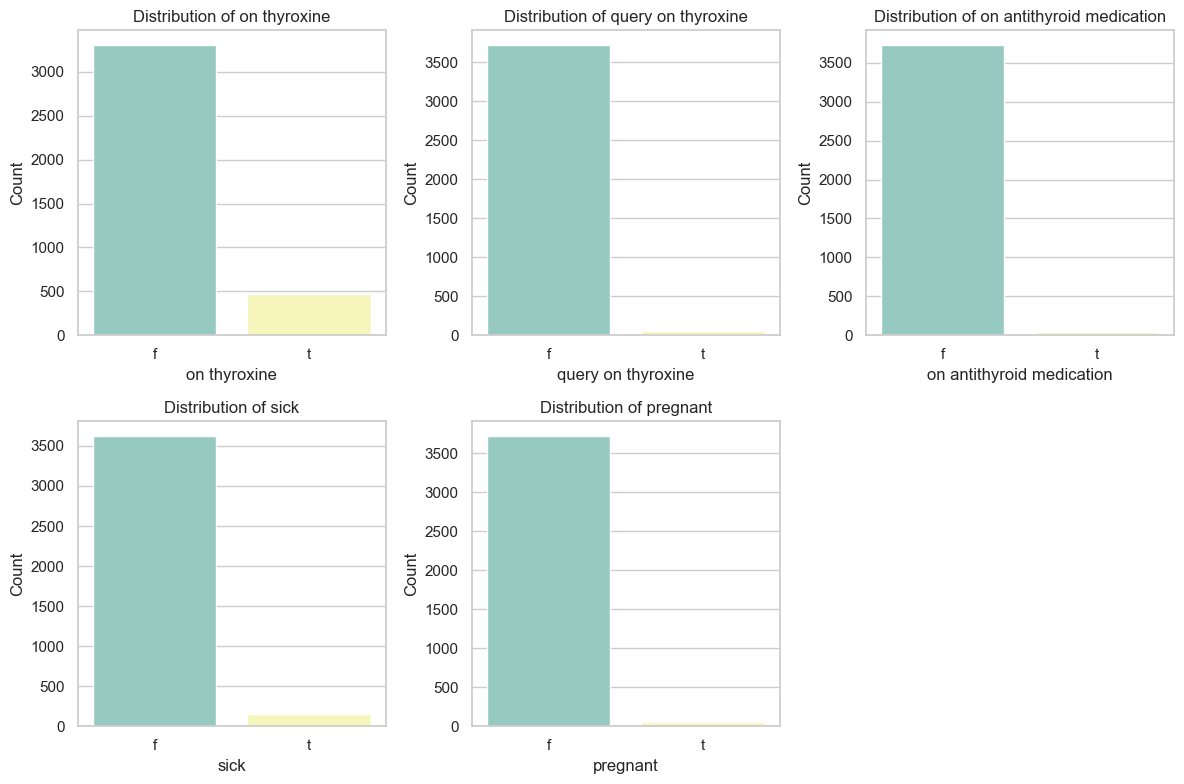 Distribution of on thyroxine
3000
2500
2000
1500
1000
500
0
Count
f
t
on thyroxine
Distribution of query on thyroxine
3500
3000
2500
2000
1500
1000
500
0
Count
f
t
query on thyroxine
Distribution of on antithyroid medication
3500
3000
2500
2000
1500
1000
500
0
Count
f
t
on antithyroid medication
Distribution of sick
3500
3000
2500
2000
1500
1000
500
0
Count
f
t
sick
Distribution of pregnant
3500
3000
2500
2000
1500
1000
500
0
Count
f
t
pregnant